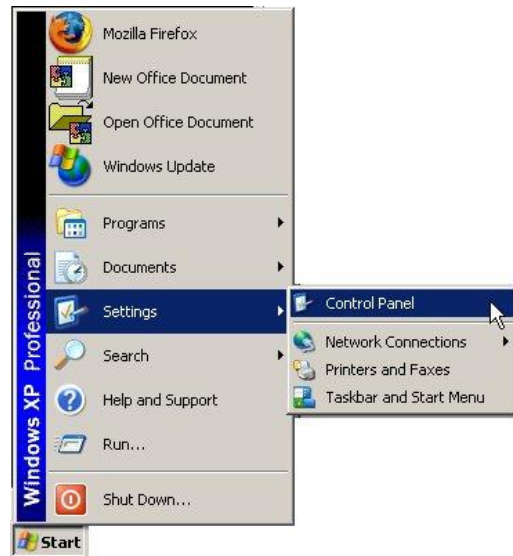 Mozilla Firefox
New Office Document
Open Office Document
Windows Update
Programs
Documents
Settings
Search
Help and Support
Run...
Shut Down...
Windows XP Professional
Control Panel
Network Connections
Printers and Faxes
Taskbar and Start Menu
Start